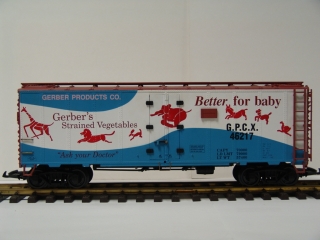 GERBER PRODUCTS CO.
Gerber's
Strained Vegetables
"Ask your Doctor"
Better, for baby
G.P.C.X.
46217